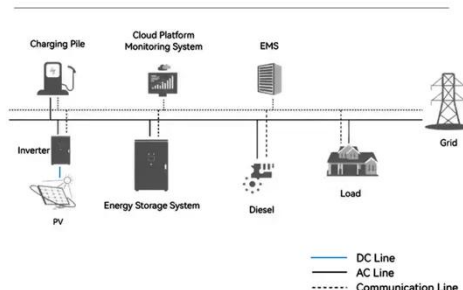 Charging Pile
Cloud Platform
Monitoring System
EMS
Grid
Inverter
PV
Energy Storage System
Diesel
Load
DC Line
AC Line
Communication Line